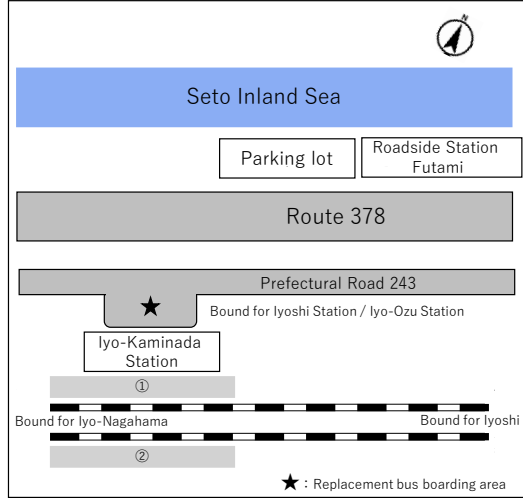 N
Seto Inland Sea
Parking lot
Roadside Station
Futami
Route 378
Prefectural Road 243
★
Bound for Iyoshi Station / Iyo-Ozu Station
Iyo-Kaminada
Station
①
Bound for Iyo-Nagahama
Bound for Iyoshi
②
★：Replacement bus boarding area